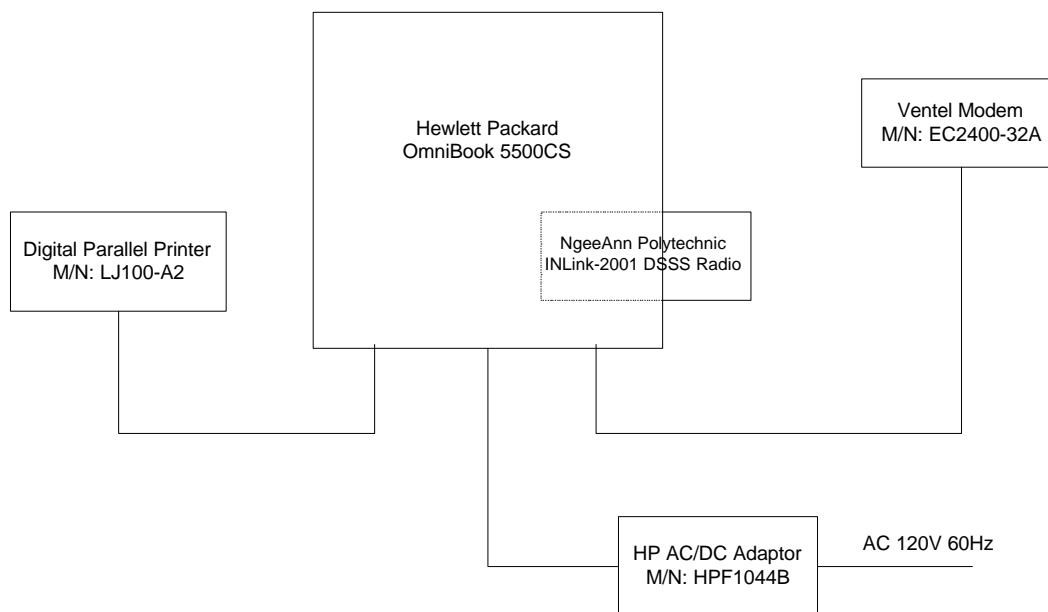 Hewlett Packard
OmniBook 5500CS
Ventel Modem
M/N: EC2400-32A
Digital Parallel Printer
M/N: LJ100-A2
NgeeAnn Polytechnic
INLink-2001 DSSS Radio
HP AC/DC Adaptor
M/N: HPF1044B
AC 120V 60Hz